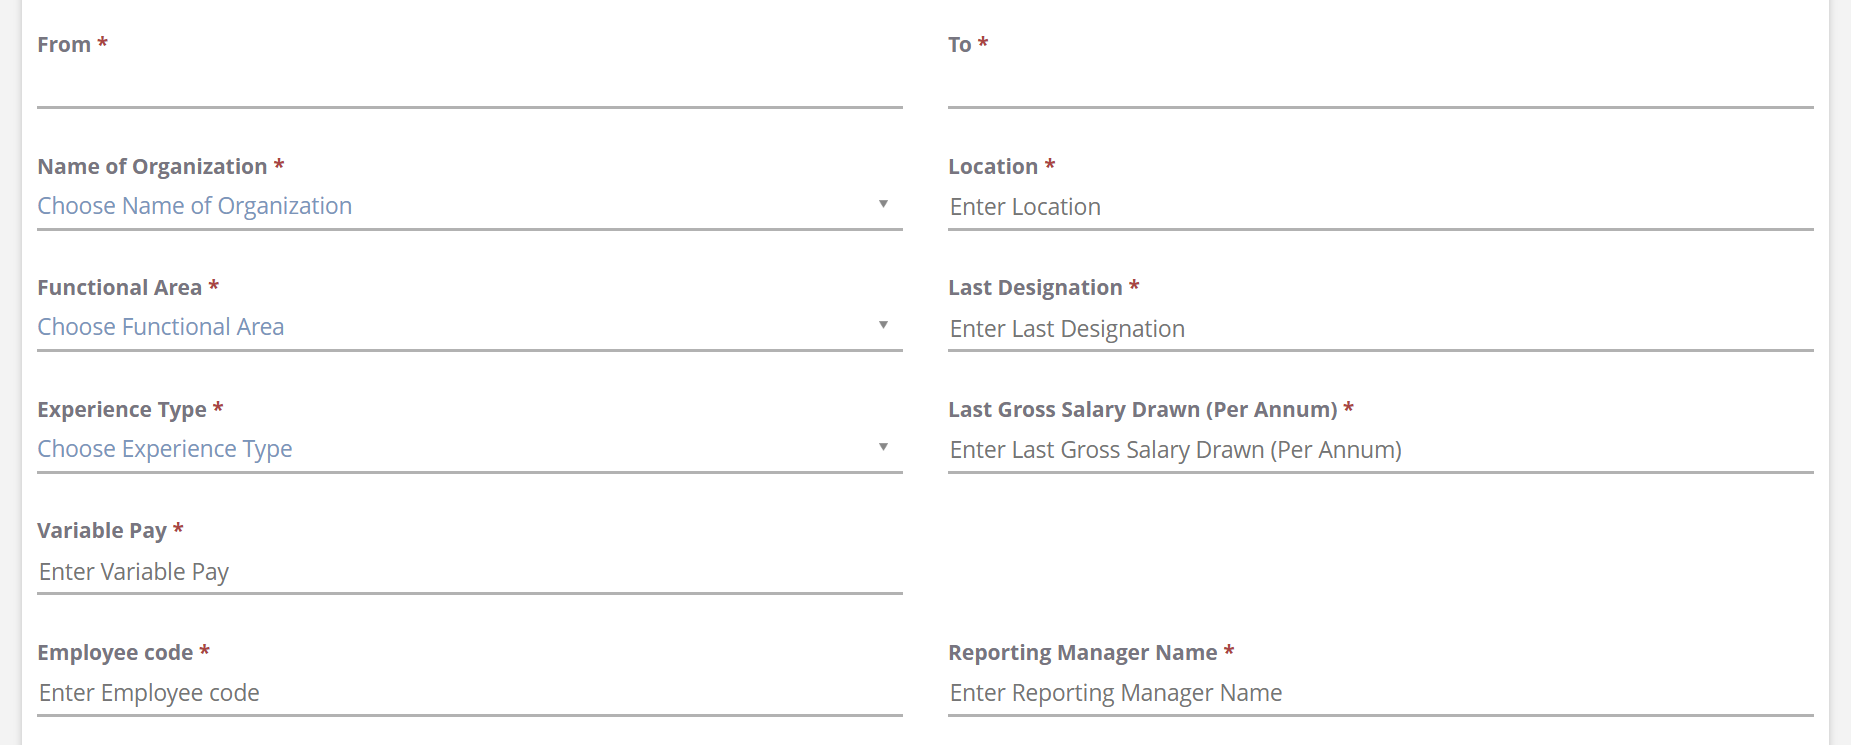 From *
To *
Name of Organization *
Choose Name of Organization
Location *
Enter Location
Functional Area *
Choose Functional Area
Last Designation *
Enter Last Designation
Experience Type *
Choose Experience Type
Last Gross Salary Drawn (Per Annum) *
Enter Last Gross Salary Drawn (Per Annum)
Variable Pay *
Enter Variable Pay
Employee code *
Enter Employee code
Reporting Manager Name *
Enter Reporting Manager Name